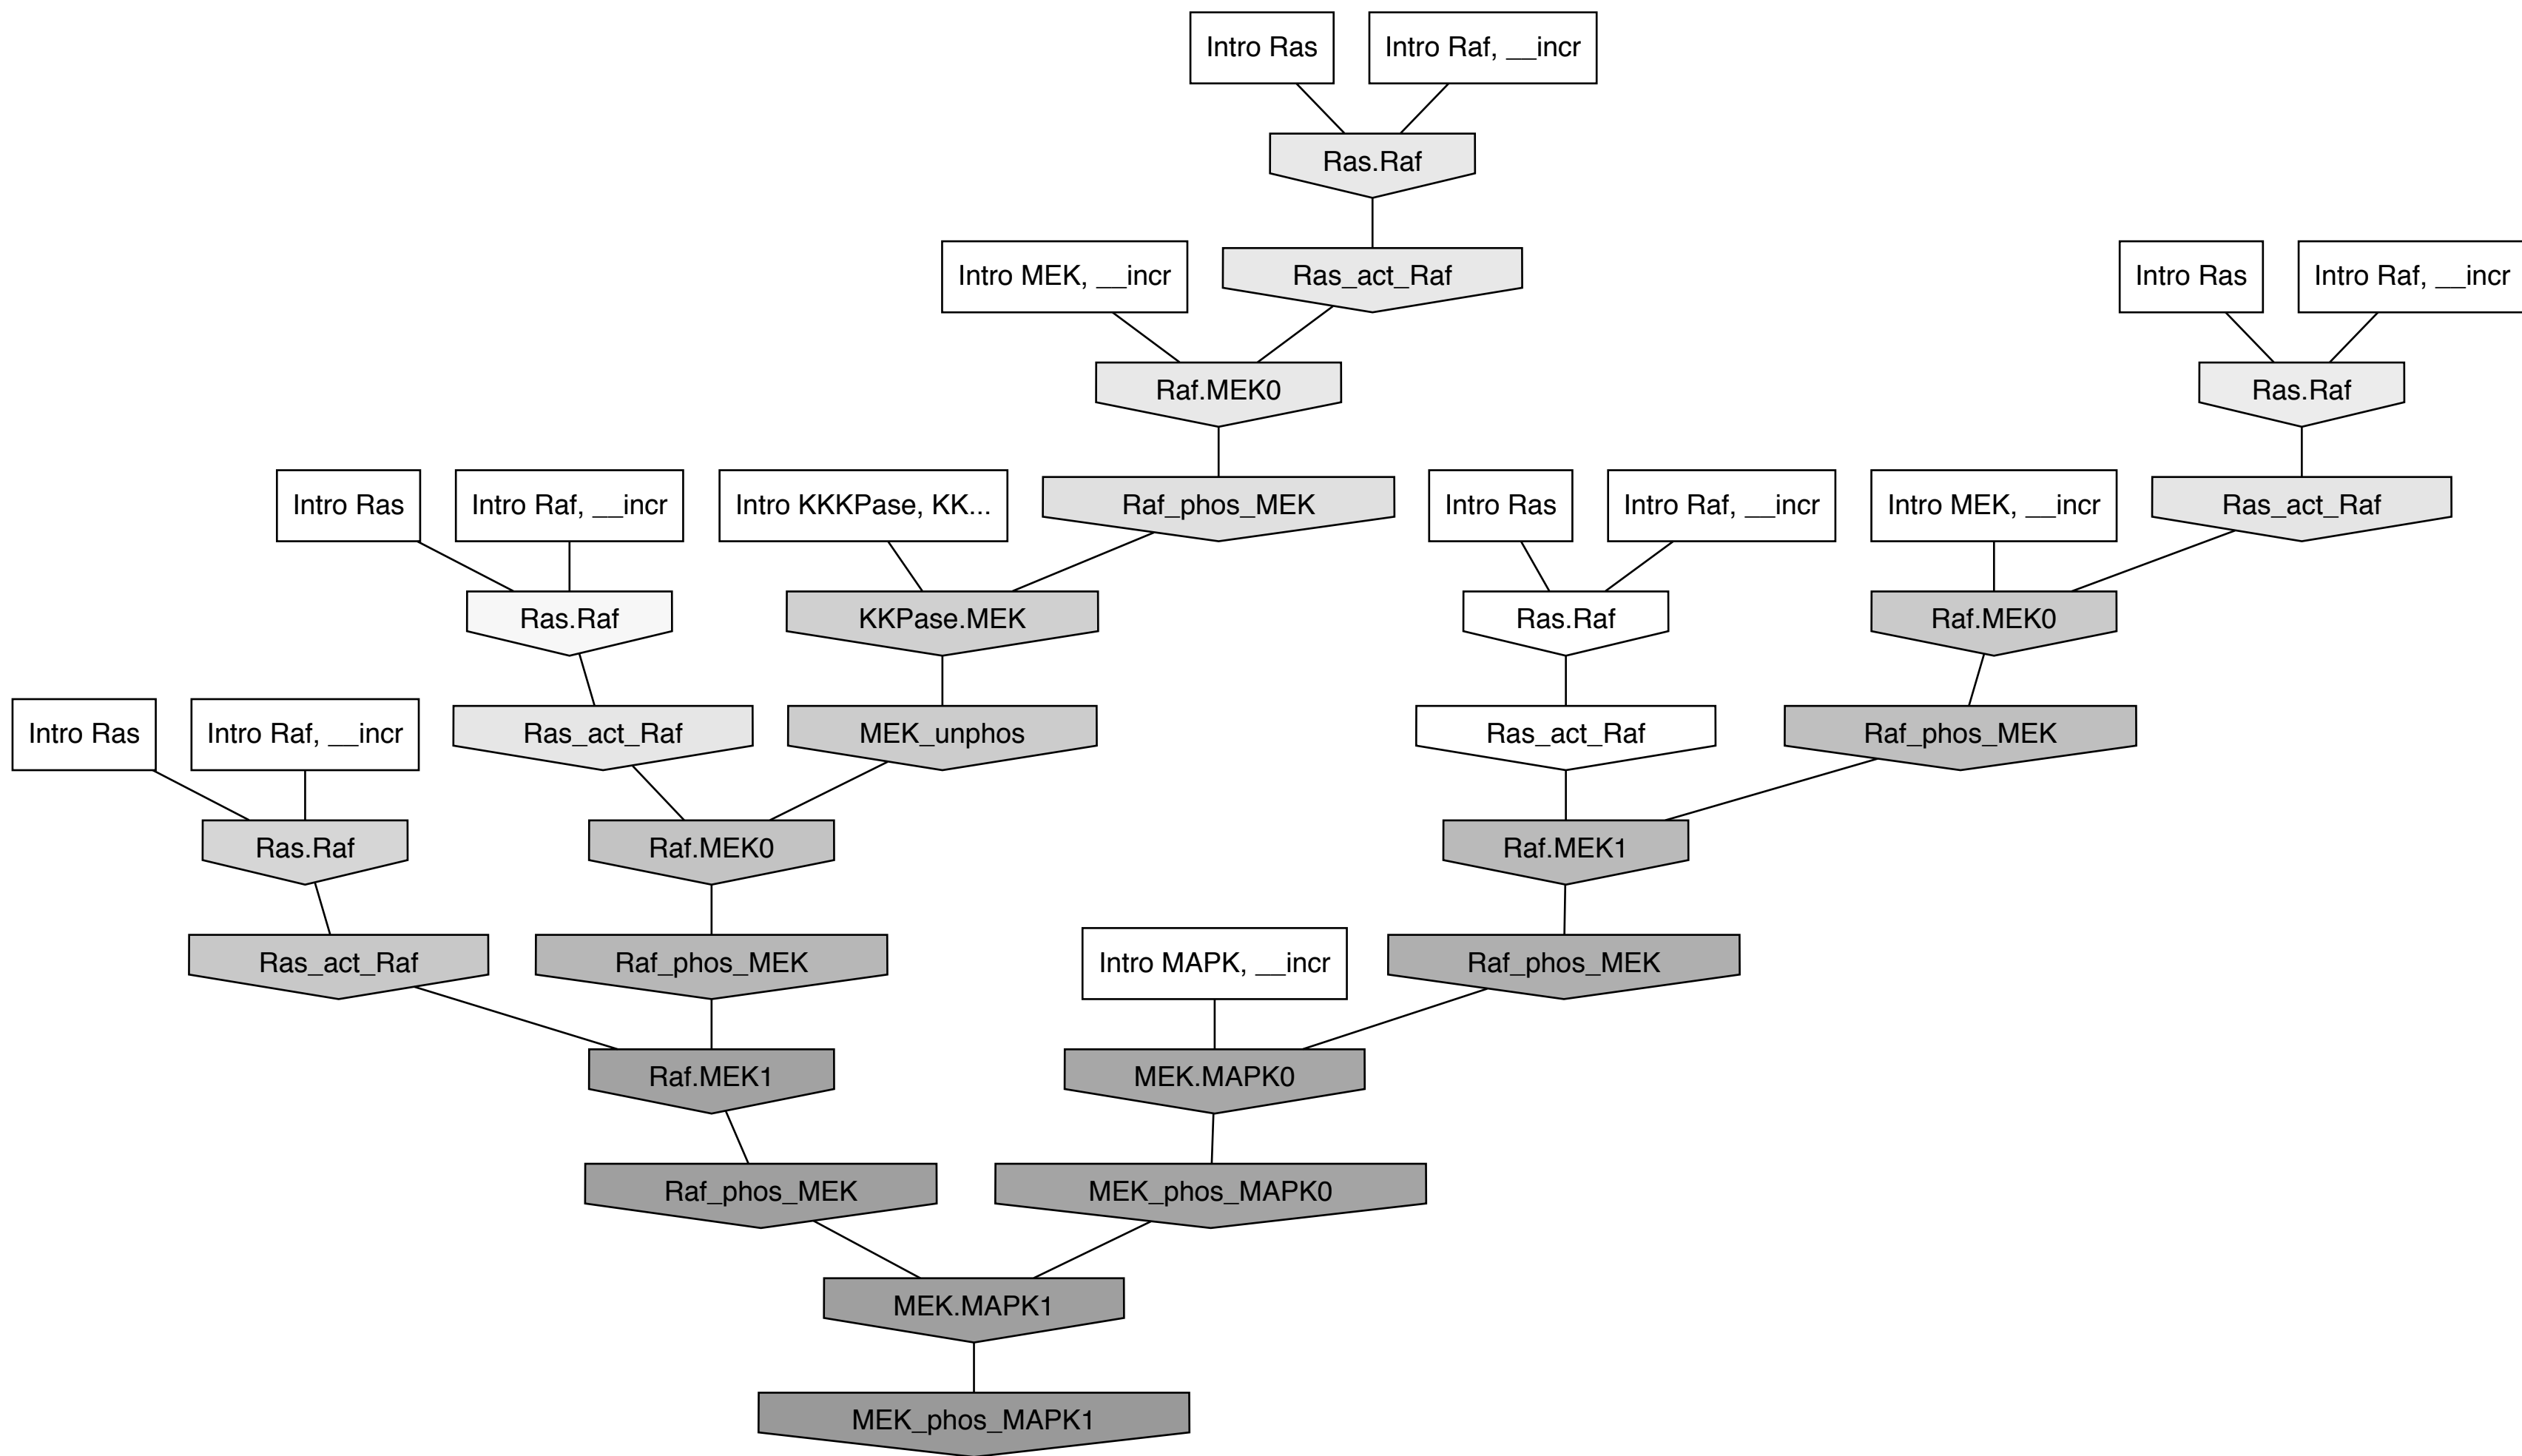 Intro Ras
Intro Raf, __incr
Ras.Raf
Intro MEK, __incr
Ras_act_Raf
Intro Ras
Intro Raf, __incr
Raf.MEK0
Ras.Raf
Intro Ras
Intro Raf, __incr
Intro KKKPase, KK...
Raf_phos_MEK
Intro Ras
Intro Raf, __incr
Intro MEK, __incr
Ras_act_Raf
Ras.Raf
KKPase.MEK
Ras.Raf
Raf.MEK0
Intro Ras
Intro Raf, __incr
Ras_act_Raf
MEK_unphos
Ras_act_Raf
Raf_phos_MEK
Ras.Raf
Raf.MEK0
Raf.MEK1
Ras_act_Raf
Raf_phos_MEK
Intro MAPK, __incr
Raf_phos_MEK
Raf.MEK1
MEK.MAPK0
Raf_phos_MEK
MEK_phos_MAPK0
MEK.MAPK1
MEK_phos_MAPK1